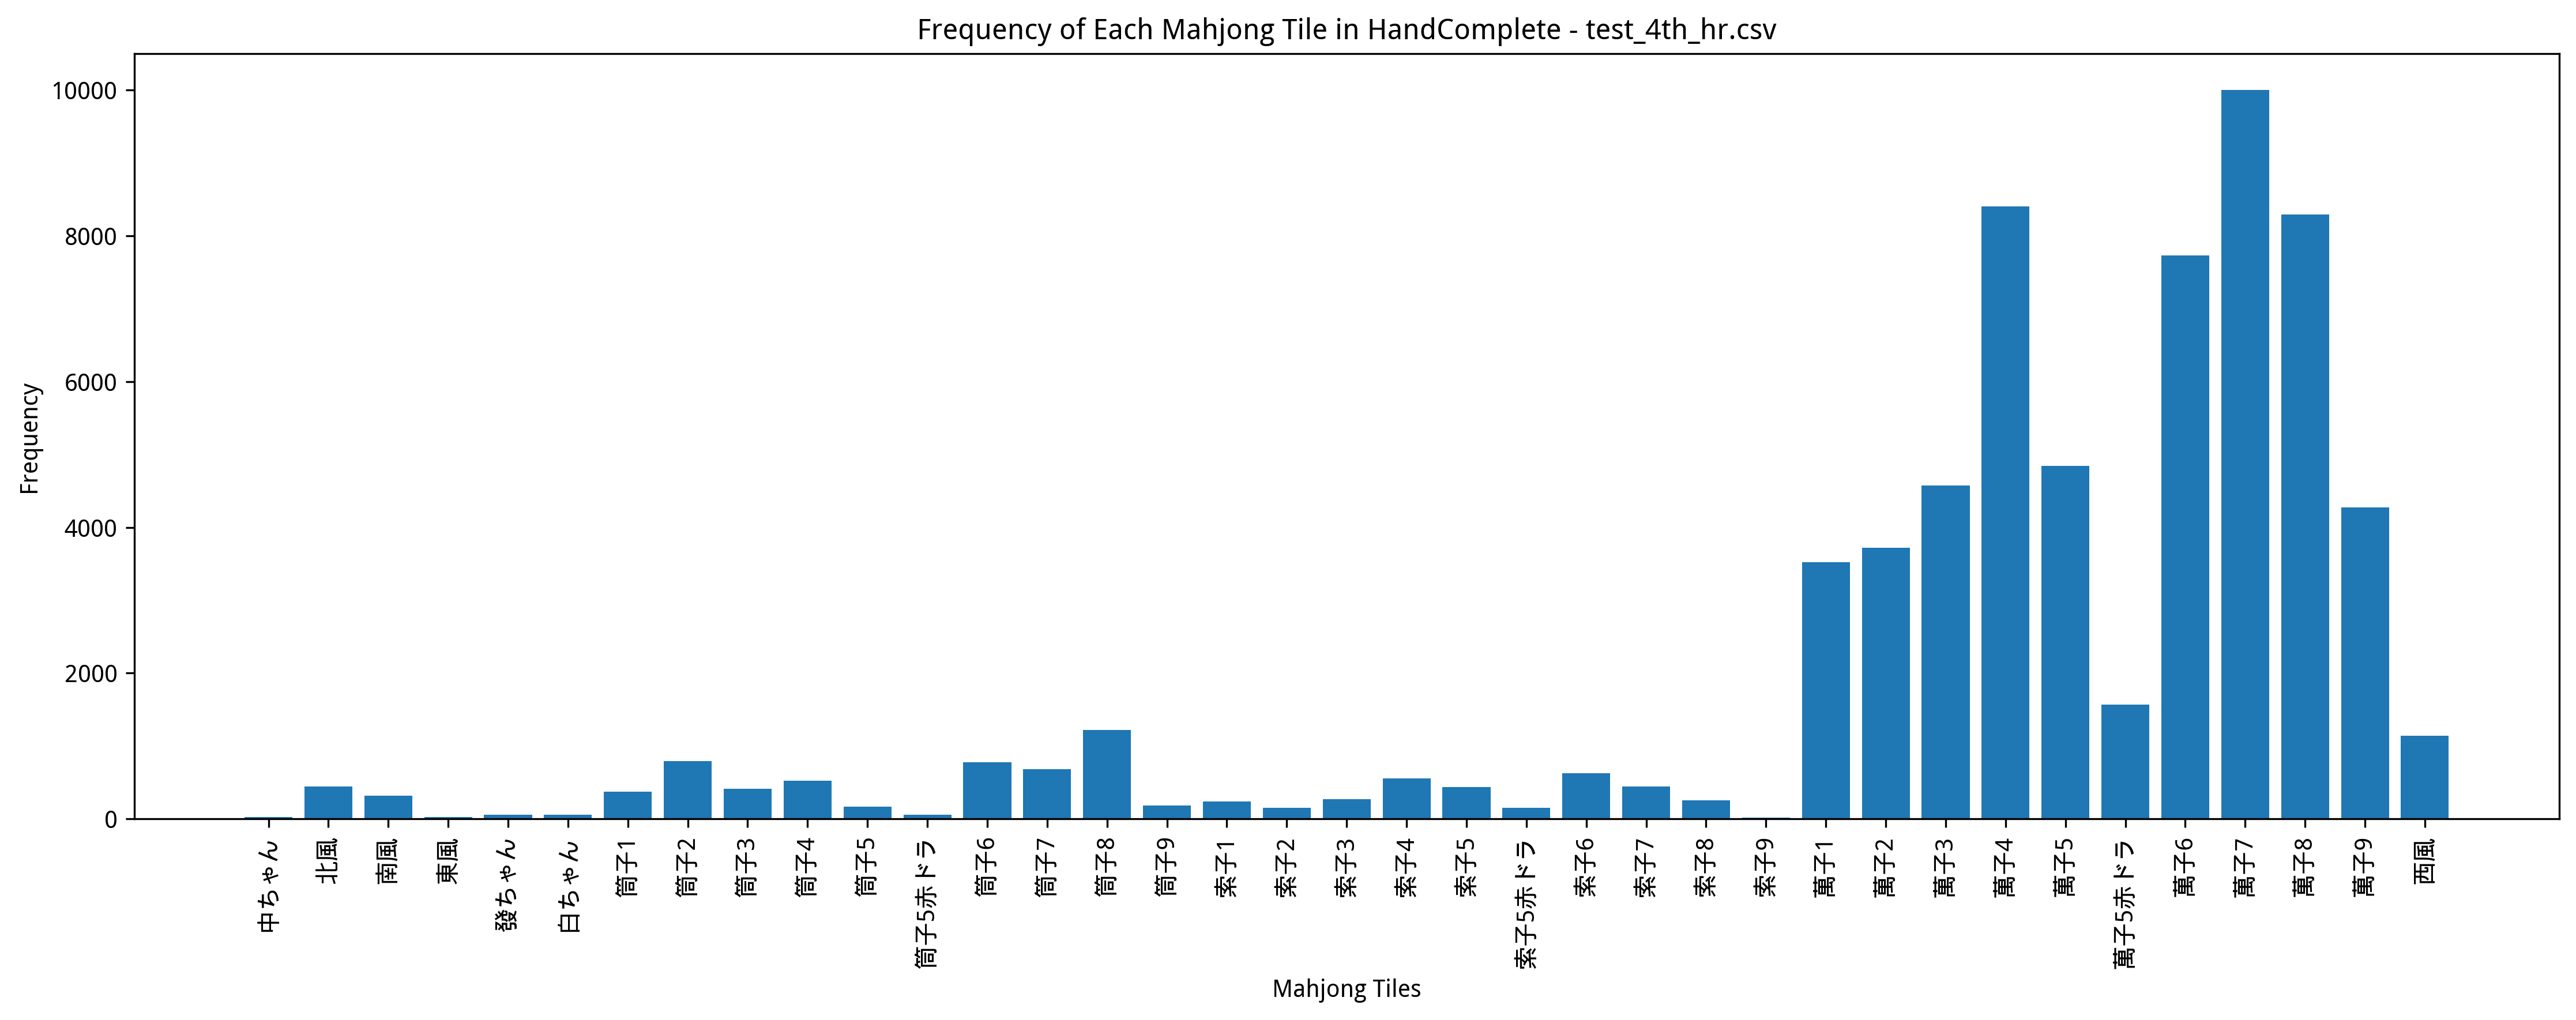 Frequency of Each Mahjong Tile in HandComplete - test_4th_hr.csv
Frequency
10000
8000
6000
4000
2000
0
中ちゃん
北風
南風
東風
發ちゃん
白ちゃん
筒子1
筒子2
筒子3
筒子4
筒子5
筒子5赤ドラ
筒子6
筒子7
筒子8
筒子9
索子1
索子2
索子3
索子4
索子5
索子5赤ドラ
索子6
索子7
索子8
索子9
萬子1
萬子2
萬子3
萬子4
萬子5
萬子5赤ドラ
萬子6
萬子7
萬子8
萬子9
西風
Mahjong Tiles